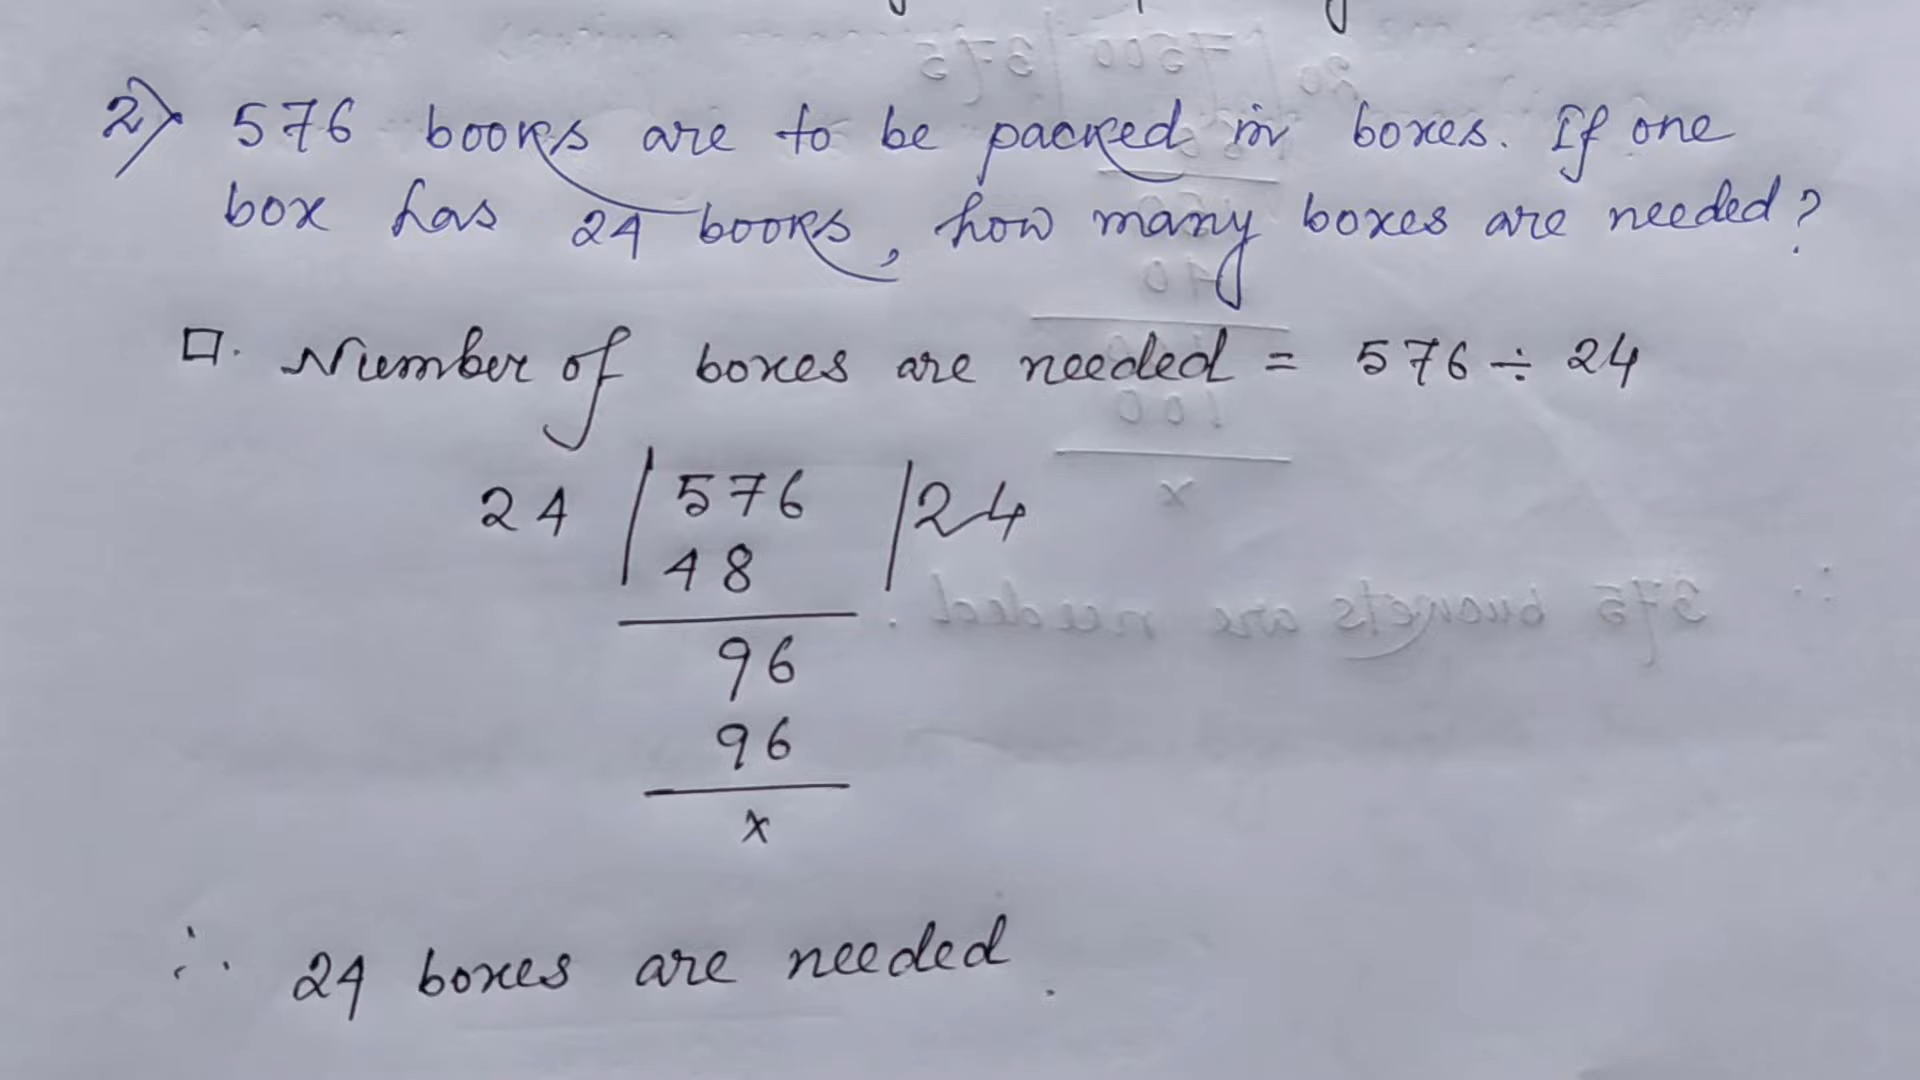 2) 576 books are to be packed in boxes. If one
box has 24 books, how many boxes are needed?
□. Number of boxes are needed = 576 ÷ 24
24 | 576 | 24
48
96
96
x
∴ 24 boxes are needed.